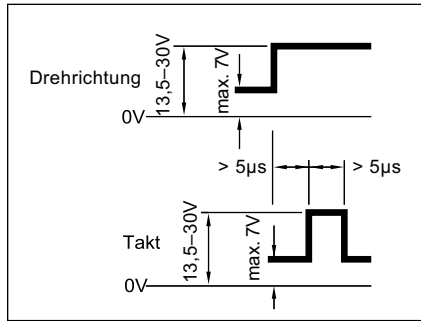 Drehrichtung
13,5–30V
max. 7V
0V
> 5µs
> 5µs
Takt
13,5–30V
max. 7V
0V